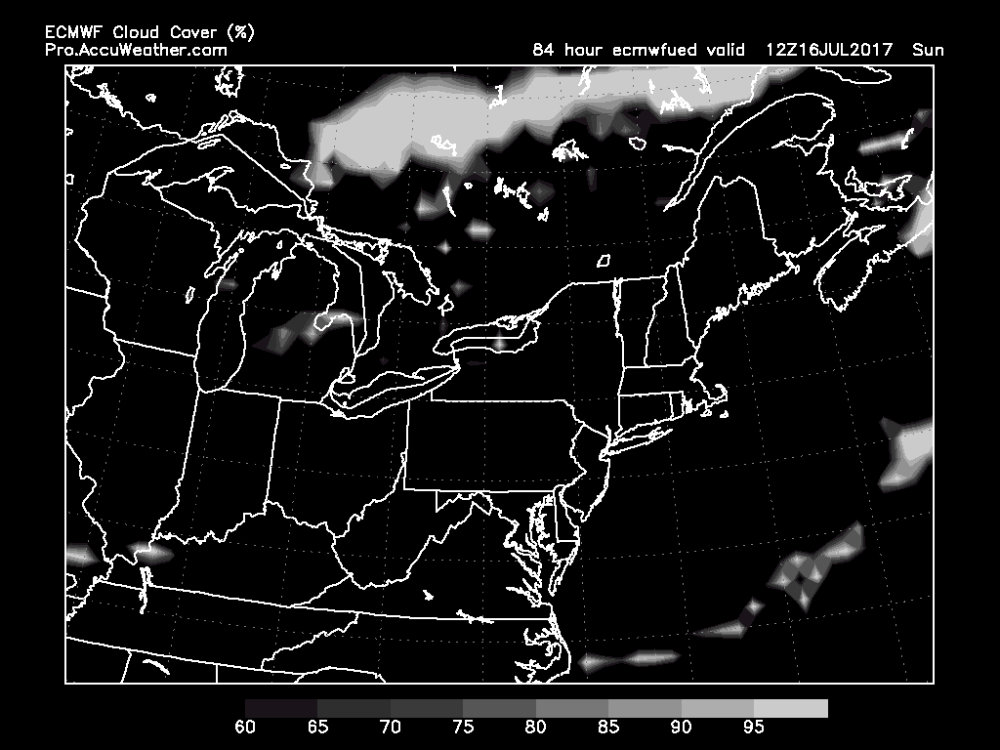 ECMWF Cloud Cover (%)
Pro.AccuWeather.com
84 hour ecmwfued valid 12Z16JUL2017 Sun
60 65 70 75 80 85 90 95